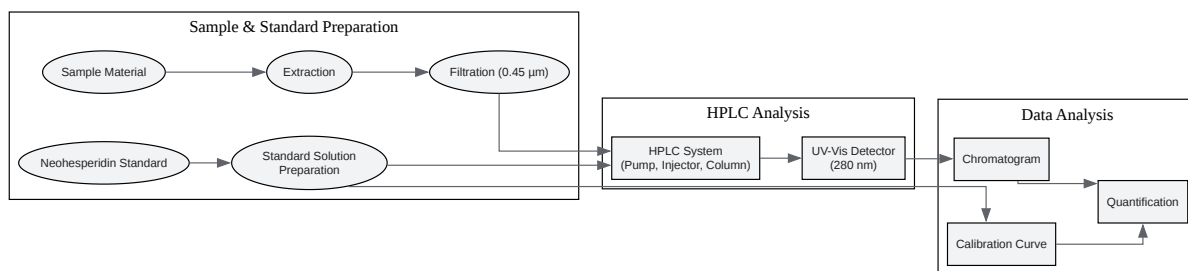 Sample & Standard Preparation
Sample Material
Extraction
Filtration (0.45 µm)
Neohesperidin Standard
Standard Solution
Preparation
HPLC Analysis
HPLC System
(Pump, Injector, Column)
UV-Vis Detector
(280 nm)
Data Analysis
Chromatogram
Calibration Curve
Quantification